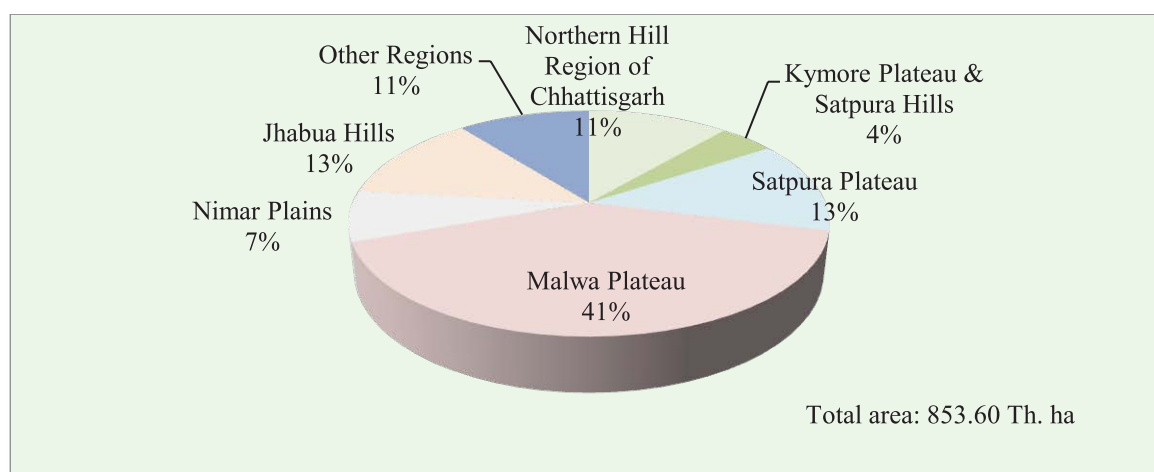 Northern Hill
Region of
Chhattisgarh
11%
Kymore Plateau &
Satpura Hills
4%
Satpura Plateau
13%
Malwa Plateau
41%
Nimar Plains
7%
Jhabua Hills
13%
Other Regions
11%
Total area: 853.60 Th. ha